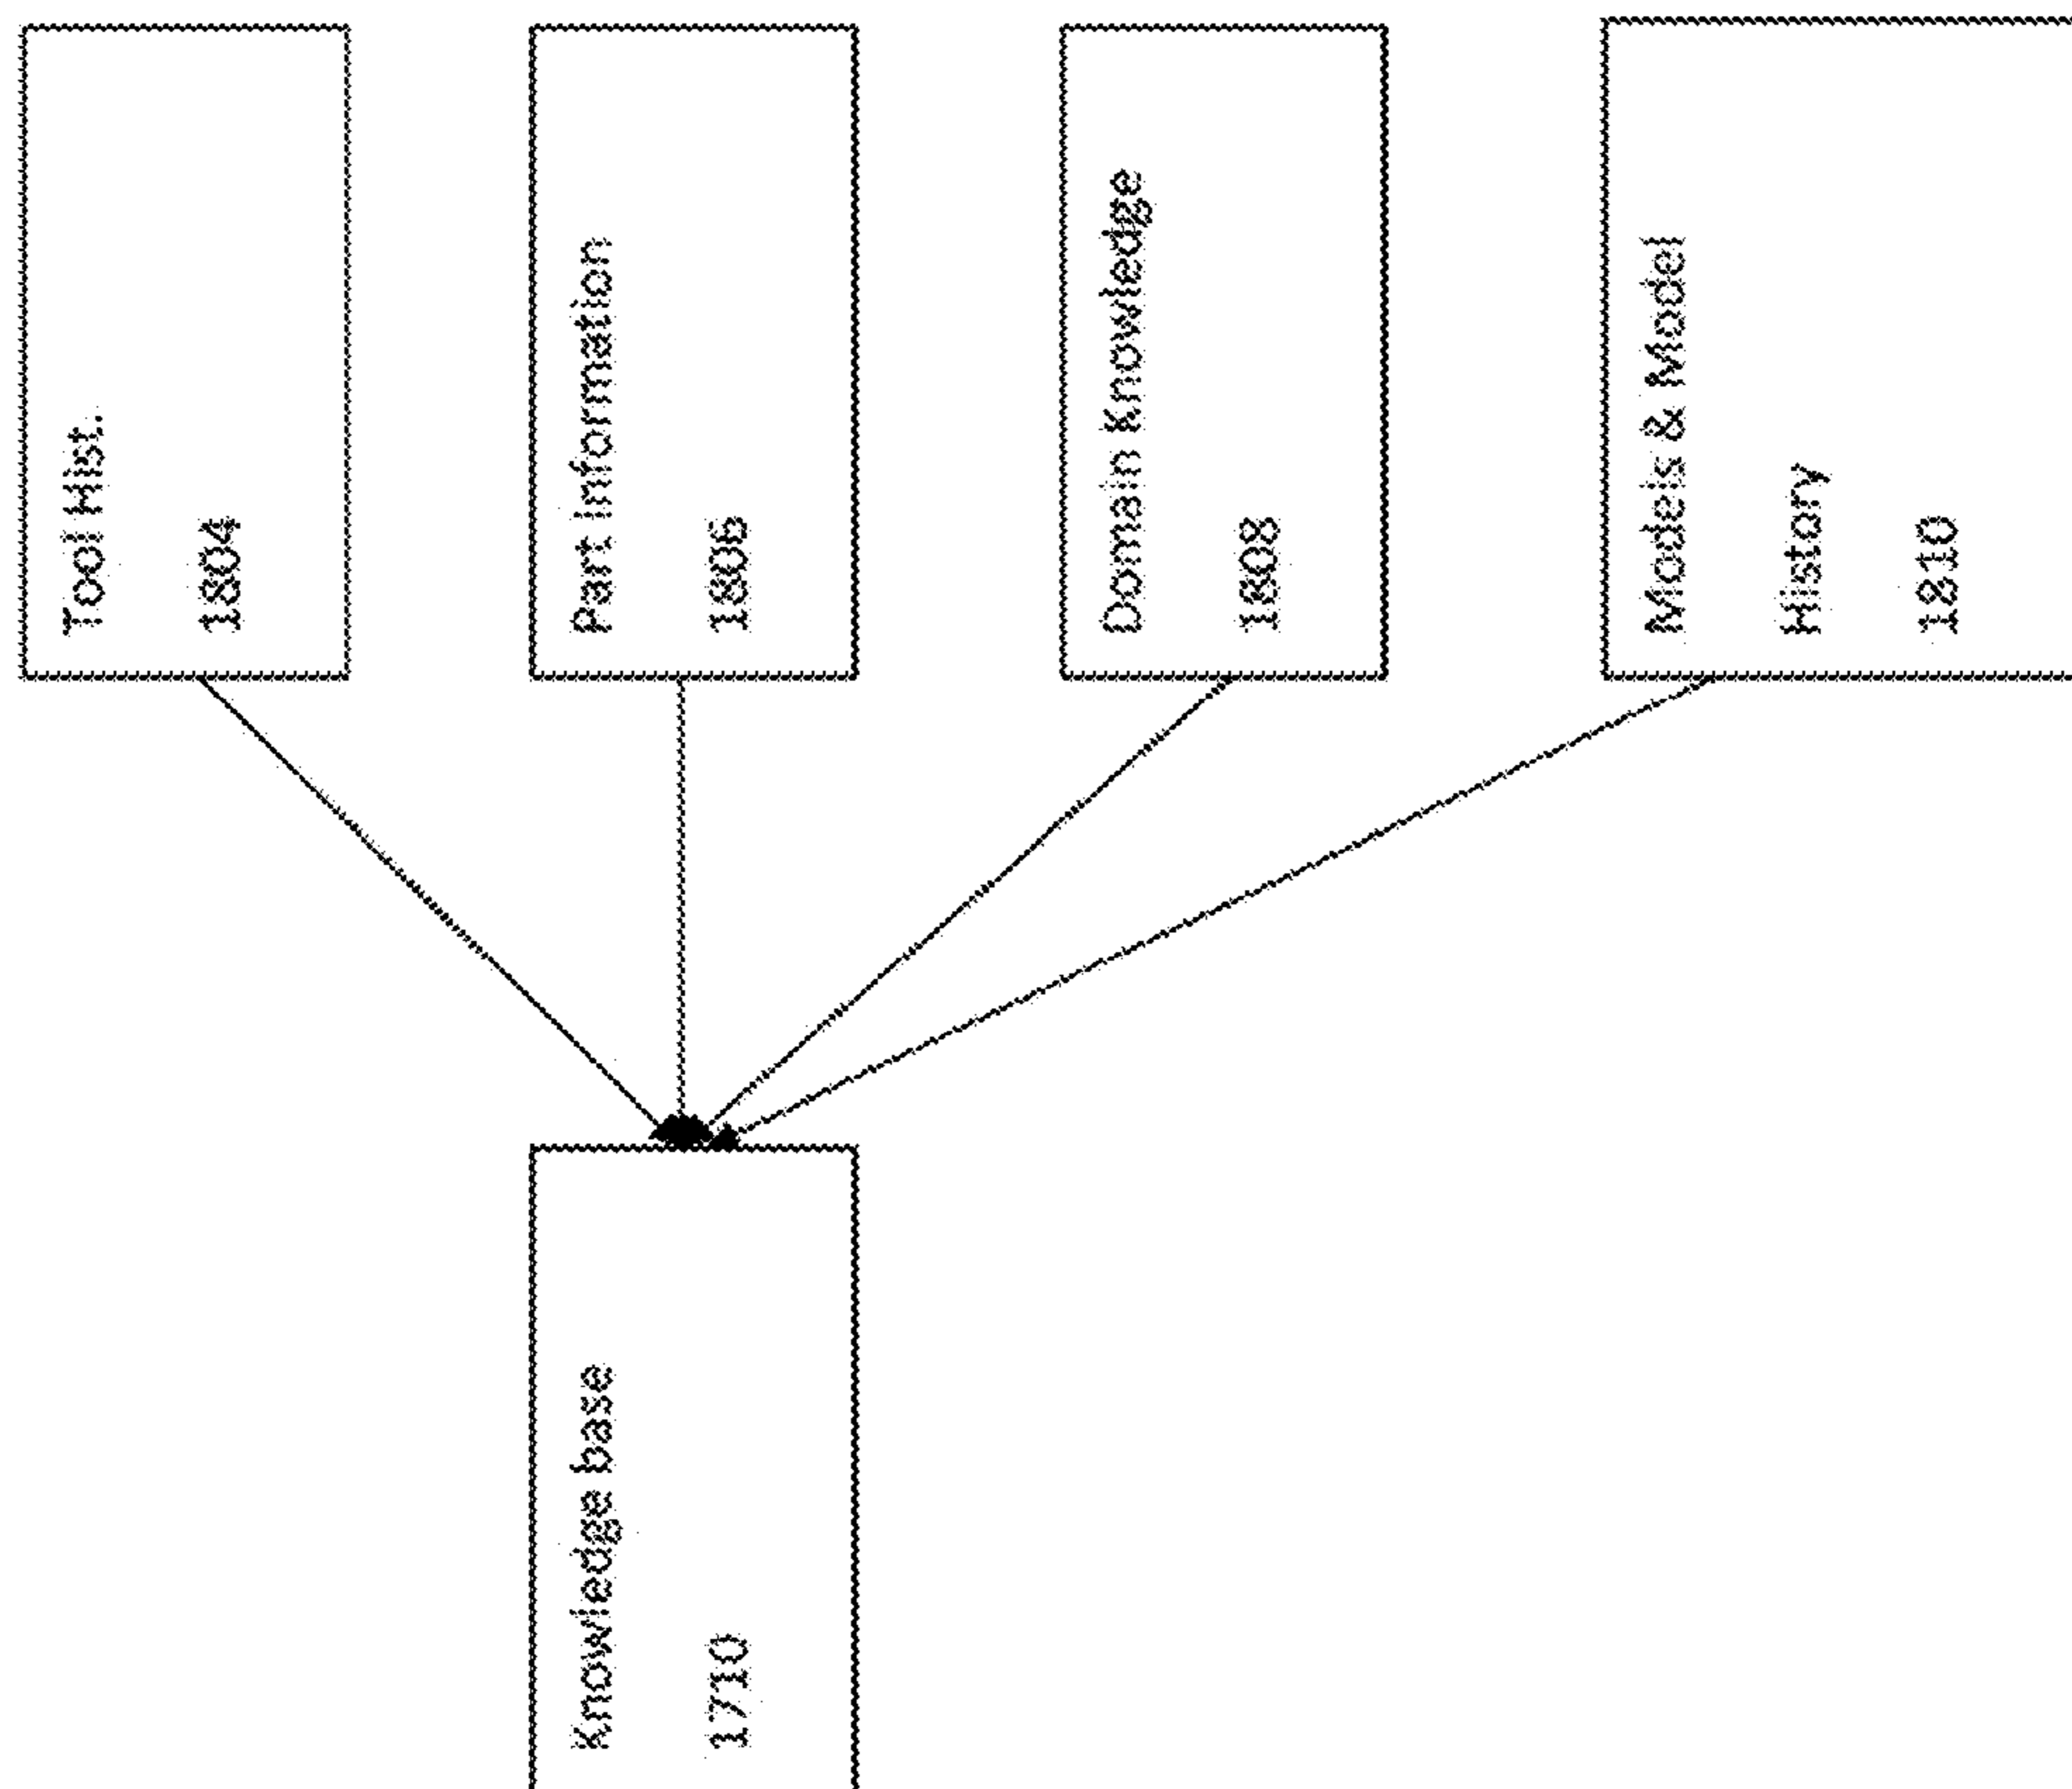 Tool Hist.
1804
Part Information
1806
Domain Knowledge
1808
Models & Model
History
1810
Knowledge base
1710